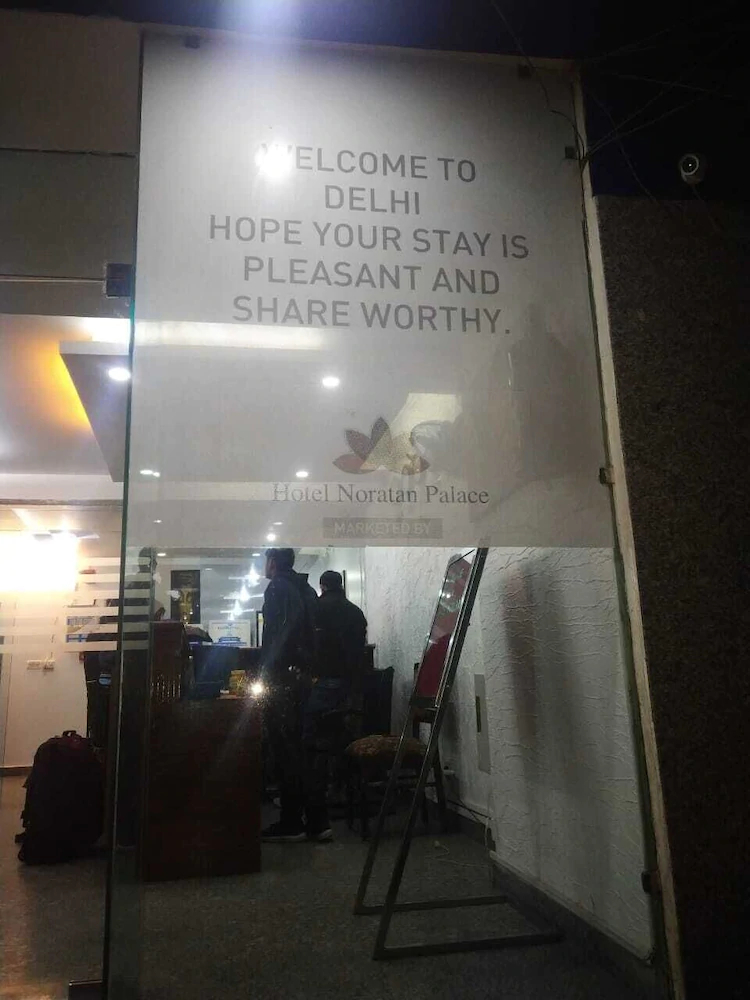 WELCOME TO
DELHI
HOPE YOUR STAY IS
PLEASANT AND
SHARE WORTHY.
Hotel Noratan Palace
MARKETED BY